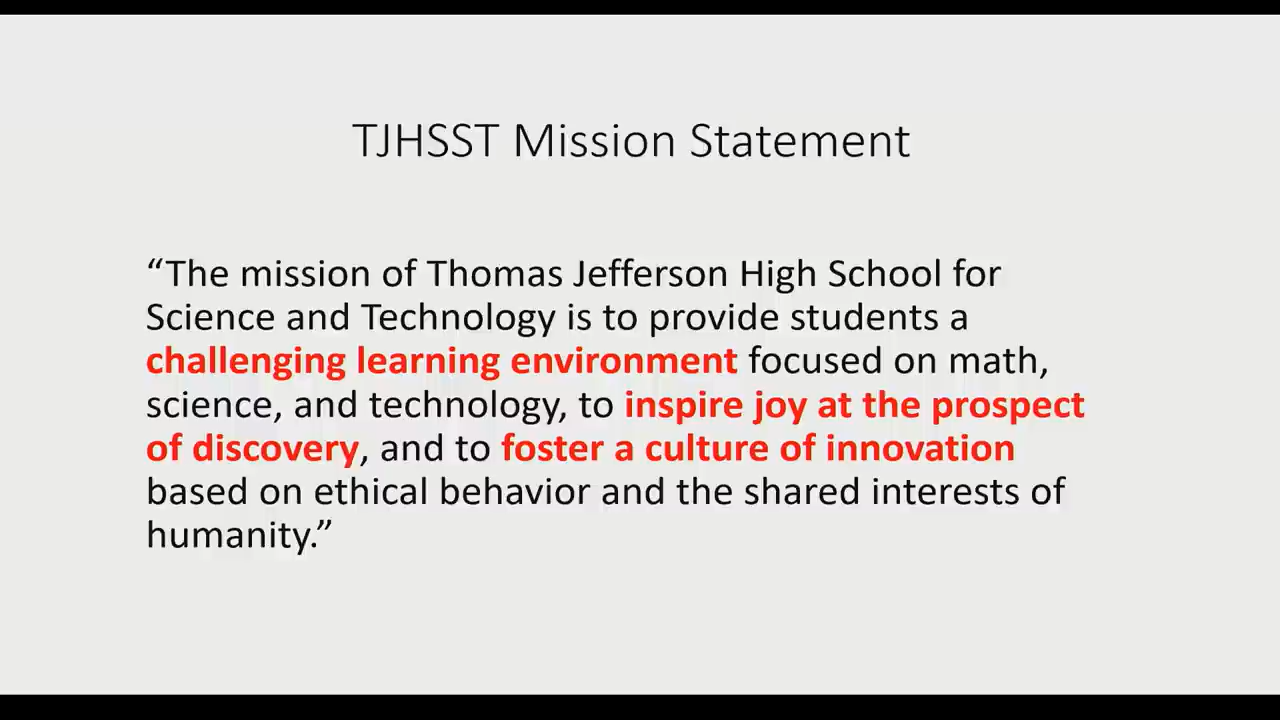 TJHSST Mission Statement
“The mission of Thomas Jefferson High School for
Science and Technology is to provide students a
challenging learning environment focused on math,
science, and technology, to inspire joy at the prospect
of discovery, and to foster a culture of innovation
based on ethical behavior and the shared interests of
humanity.”